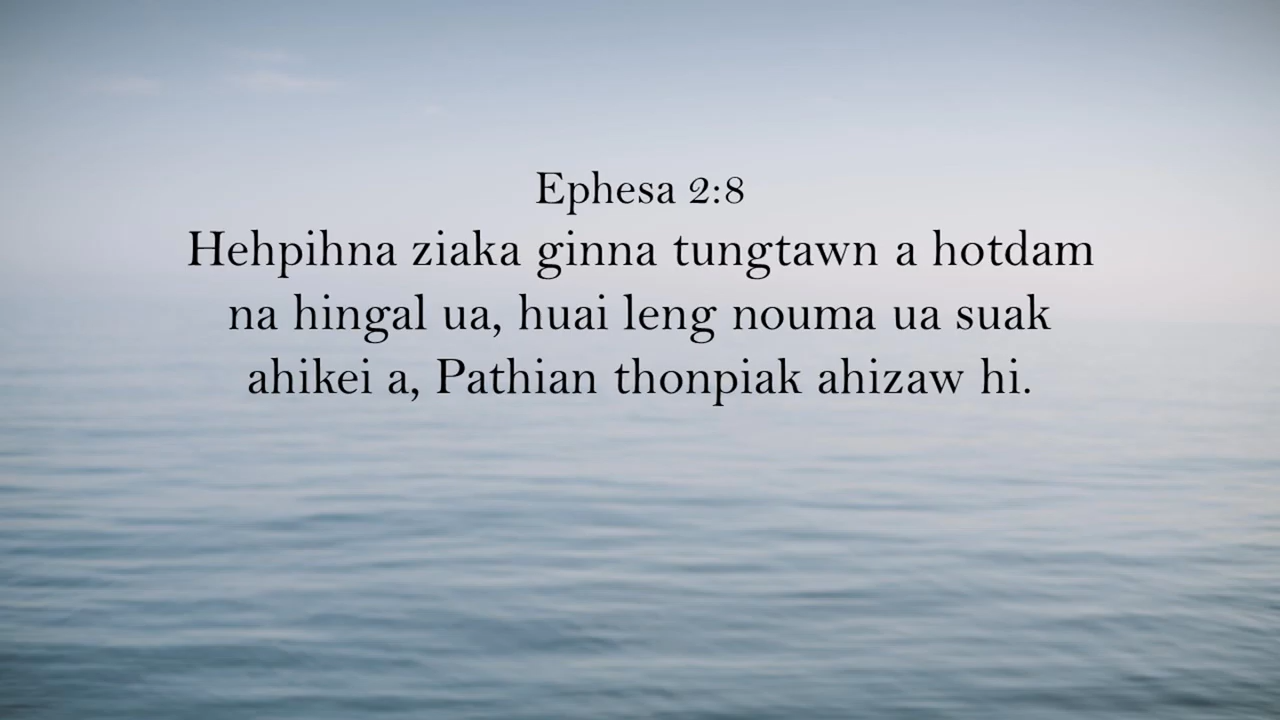 Ephesa 2:8
Hehpihna ziaka ginna tungtawn a hotdam
na hingal ua, huai leng nouma ua suak
ahikei a, Pathian thonpiak ahizaw hi.